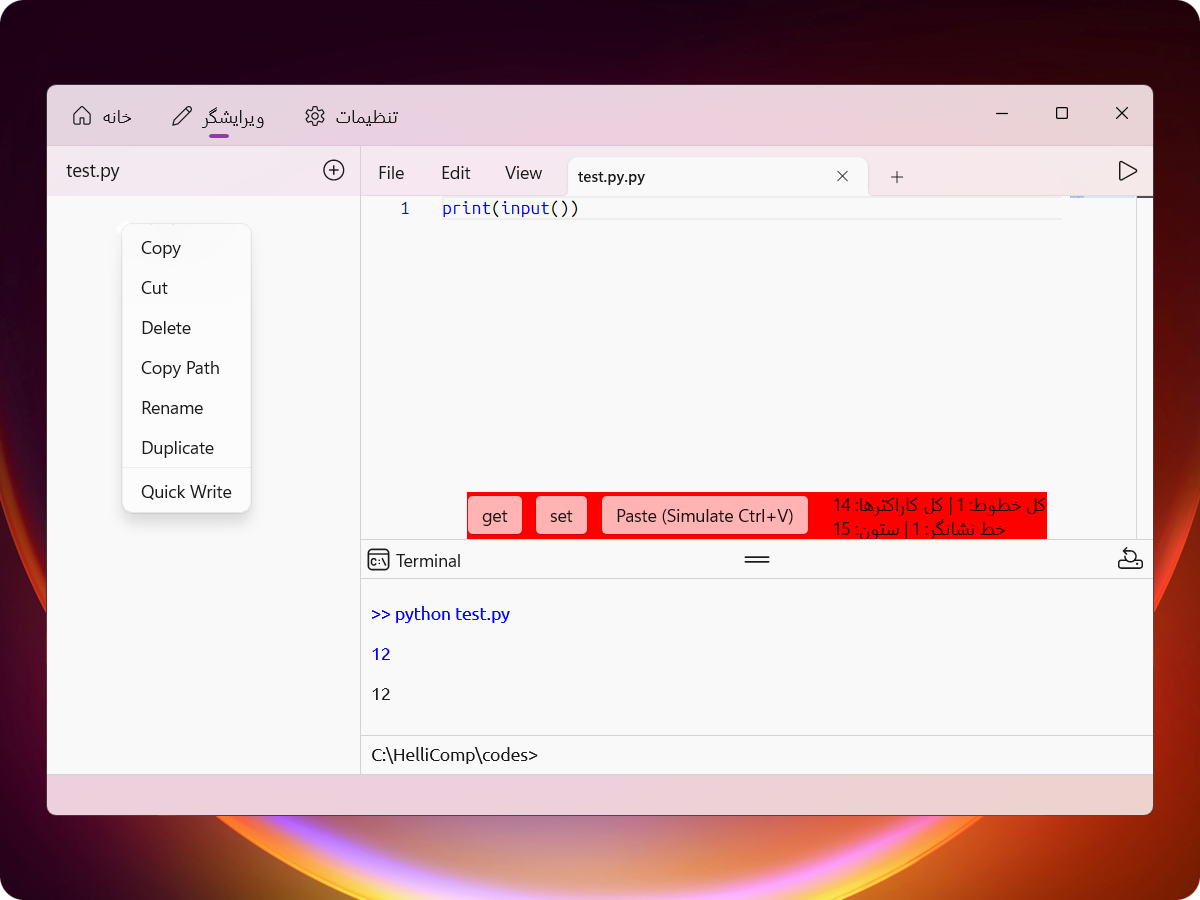 خانه
ویرایشگر
تنظیمات
test.py
File Edit View
test.py.py
1 print(input())
Copy
Cut
Delete
Copy Path
Rename
Duplicate
Quick Write
get set Paste (Simulate Ctrl+V)
کل خطوط: 1 | کل کاراکترها: 14
خط نشانگر: 1 | ستون: 15
C:\ Terminal
>> python test.py
12
12
C:\HelliComp\codes>